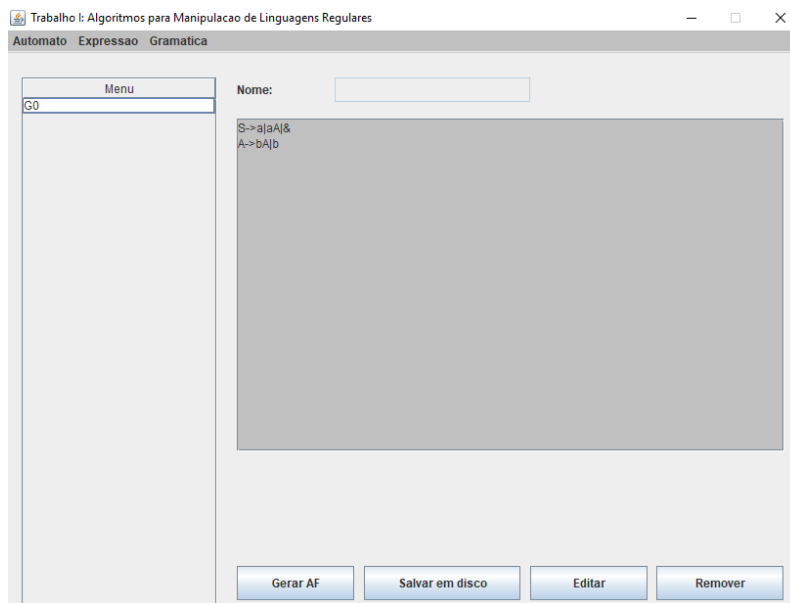 Trabalho I: Algoritmos para Manipulacao de Linguagens Regulares
Automato Expressao Gramatica
Menu
Nome:
G0
S->a|aA|&
A->bA|b
Gerar AF Salvar em disco Editar Remover